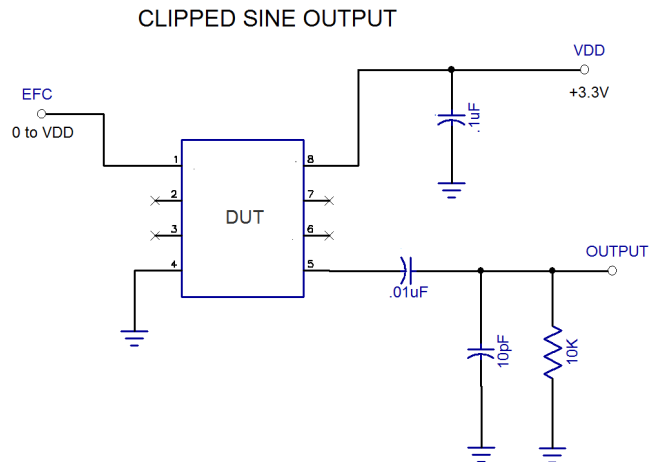 CLIPPED SINE OUTPUT
VDD
+3.3V
EFC
0 to VDD
.1uF
1
8
2
7
DUT
3
6
4
5
OUTPUT
.01uF
10pF
10K